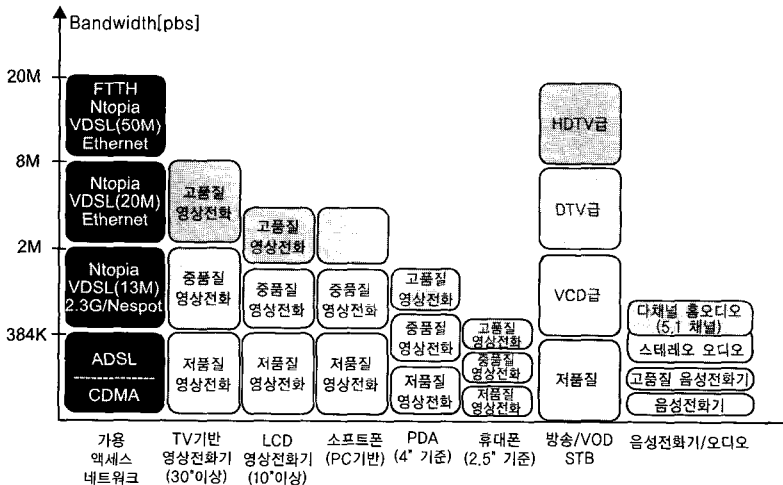 Bandwidth[pbs]
20M
8M
2M
384K
FTTH
Ntopia
VDSL(50M)
Ethernet
Ntopia
VDSL(20M)
Ethernet
Ntopia
VDSL(13M)
2.3G/Nespot
ADSL
CDMA
고품질
영상전화
중품질
영상전화
저품질
영상전화
고품질
영상전화
중품질
영상전화
저품질
영상전화
중품질
영상전화
저품질
영상전화
고품질
영상전화
중품질
영상전화
저품질
영상전화
고품질
영상전화
중품질
영상전화
저품질
영상전화
HDTV급
DTV급
VCD급
저품질
다채널 홈오디오
(5,1 채널)
스테레오 오디오
고품질 음성전화기
음성전화기
가용
액세스
네트워크
TV기반
영상전화기
(30"이상)
LCD
영상전화기
(10"이상)
소프트폰
(PC기반)
PDA
(4" 기준)
휴대폰
(2,5" 기준)
방송/VOD
STB
음성전화기/오디오